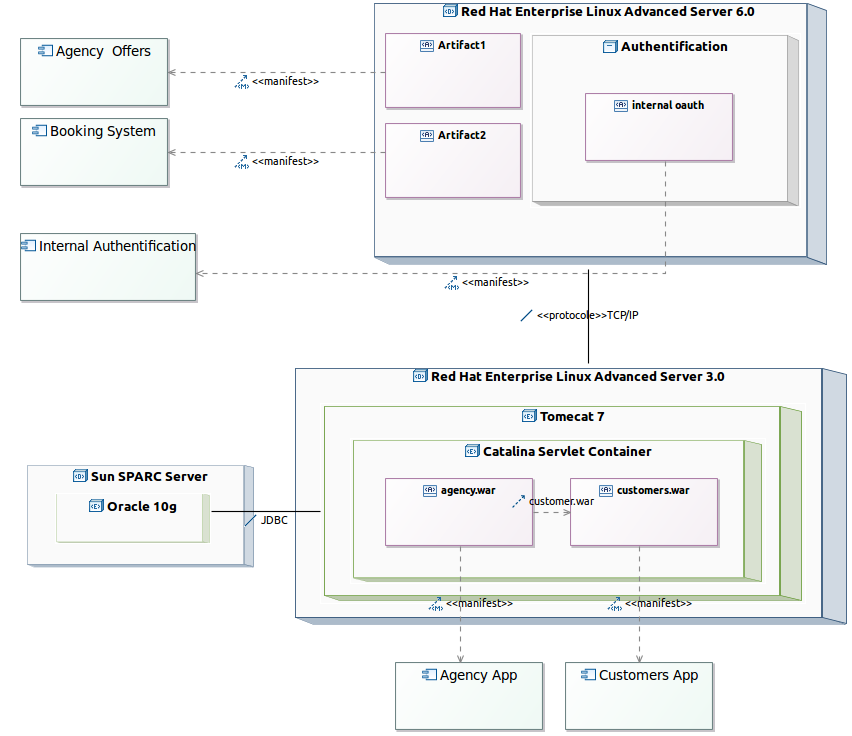 Red Hat Enterprise Linux Advanced Server 6.0
Agency Offers
Artifact1
Authentification
<<manifest>>
internal oauth
Booking System
Artifact2
<<manifest>>
Internal Authentification
<<manifest>>
<<protocole>>TCP/IP
Red Hat Enterprise Linux Advanced Server 3.0
Tomecat 7
Catalina Servlet Container
Sun SPARC Server
agency.war
customers.war
customer.war
Oracle 10g
JDBC
<<manifest>>
<<manifest>>
Agency App
Customers App